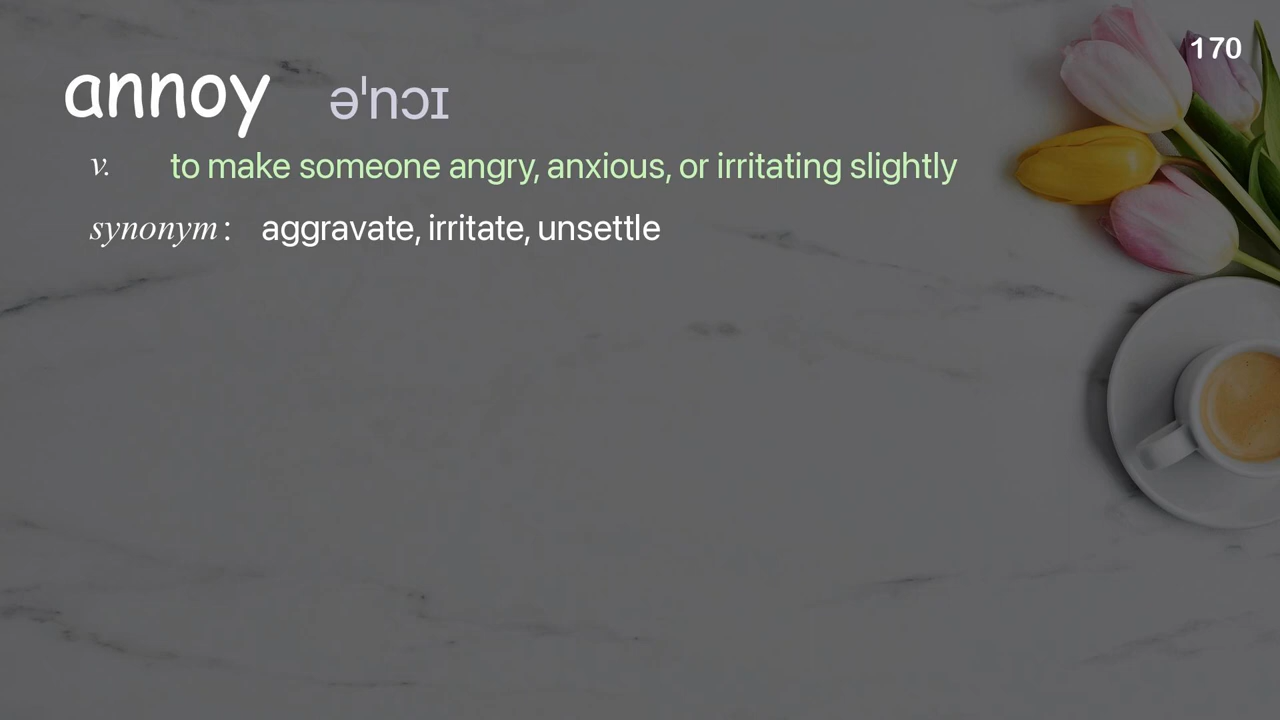 170
annoy əˈnɔɪ
v. to make someone angry, anxious, or irritating slightly
synonym: aggravate, irritate, unsettle